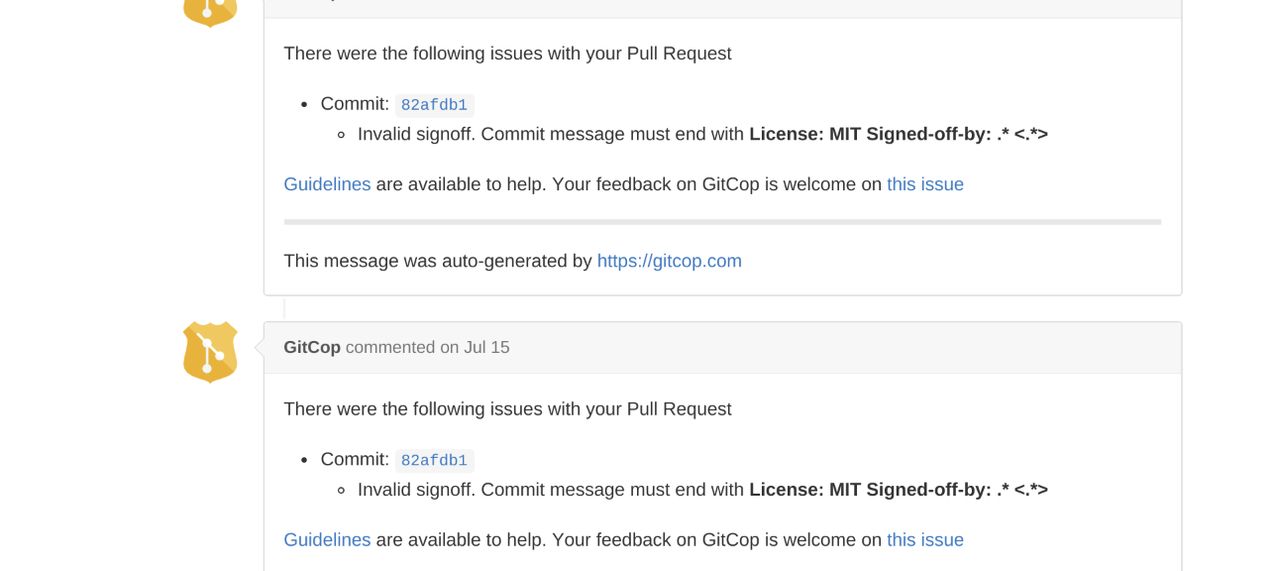 There were the following issues with your Pull Request
Commit: 82afdb1
Invalid signoff. Commit message must end with License: MIT Signed-off-by: .* <.*>
Guidelines are available to help. Your feedback on GitCop is welcome on this issue
This message was auto-generated by https://gitcop.com
GitCop commented on Jul 15
There were the following issues with your Pull Request
Commit: 82afdb1
Invalid signoff. Commit message must end with License: MIT Signed-off-by: .* <.*>
Guidelines are available to help. Your feedback on GitCop is welcome on this issue